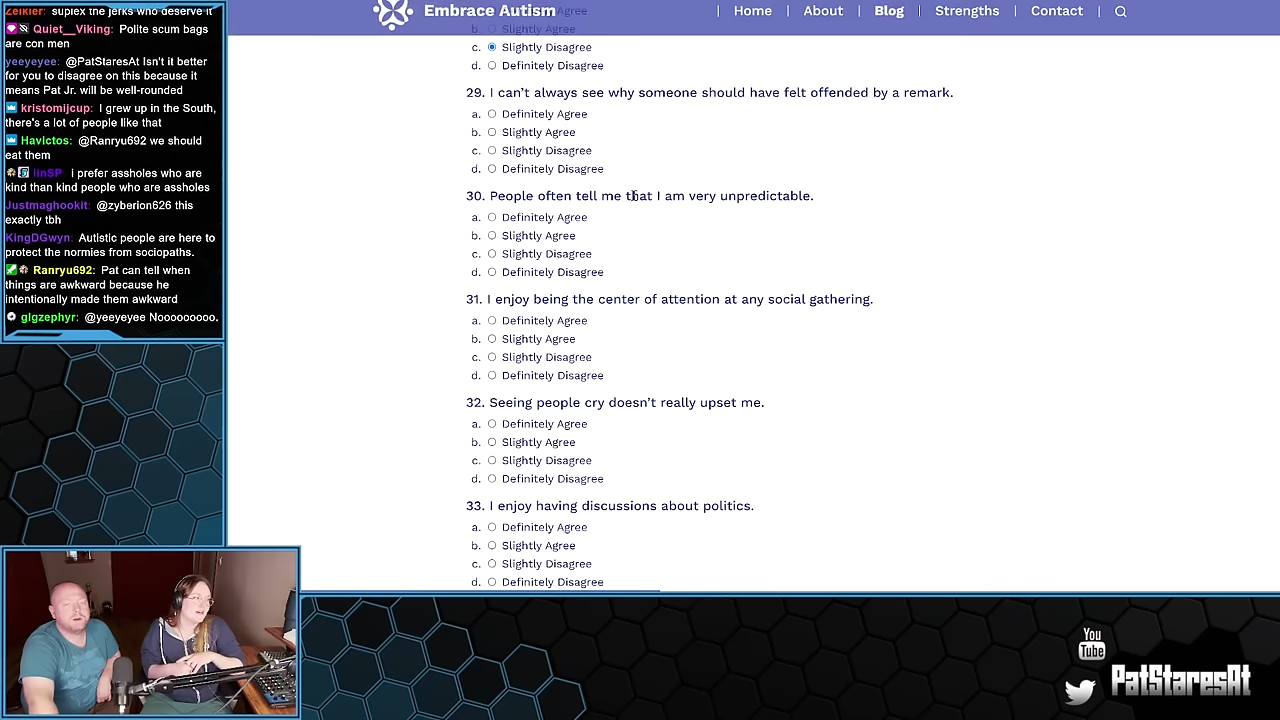 Zeikier: suplex the jerks who deserve it
Quiet__Viking: Polite scum bags
are con men
yeeyeyee: @PatStaresAt Isn't it better
for you to disagree on this because it
means Pat Jr. will be well-rounded
kristomijcup: I grew up in the South,
there's a lot of people like that
Havictos: @Ranryu692 we should
eat them
iinSP: i prefer assholes who are
kind than kind people who are assholes
Justmaghookit: @zyberion626 this
exactly tbh
KingDGwyn: Autistic people are here to
protect the normies from sociopaths.
Ranryu692: Pat can tell when
things are awkward because he
intentionally made them awkward
glgzephyr: @yeeyeyee Nooooooooo.
Embrace Autism
| Home | About | Blog | Strengths | Contact |
Agree
b. Slightly Agree
c. Slightly Disagree
d. Definitely Disagree
29. I can't always see why someone should have felt offended by a remark.
a. Definitely Agree
b. Slightly Agree
c. Slightly Disagree
d. Definitely Disagree
30. People often tell me that I am very unpredictable.
a. Definitely Agree
b. Slightly Agree
c. Slightly Disagree
d. Definitely Disagree
31. I enjoy being the center of attention at any social gathering.
a. Definitely Agree
b. Slightly Agree
c. Slightly Disagree
d. Definitely Disagree
32. Seeing people cry doesn't really upset me.
a. Definitely Agree
b. Slightly Agree
c. Slightly Disagree
d. Definitely Disagree
33. I enjoy having discussions about politics.
a. Definitely Agree
b. Slightly Agree
c. Slightly Disagree
d. Definitely Disagree
You
Tube
PatStaresAt